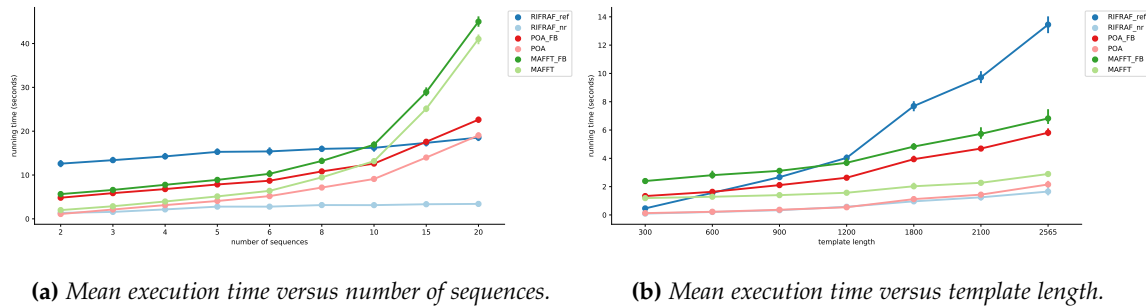 RIFRAF_ref
RIFRAF_nr
POA_FB
POA
MAFFT_FB
MAFFT
running time (seconds)
40
30
20
10
0
2 3 4 5 6 8 10 15 20
number of sequences
(a) Mean execution time versus number of sequences.
RIFRAF_ref
RIFRAF_nr
POA_FB
POA
MAFFT_FB
MAFFT
running time (seconds)
14
12
10
8
6
4
2
0
300 600 900 1200 1800 2100 2565
template length
(b) Mean execution time versus template length.